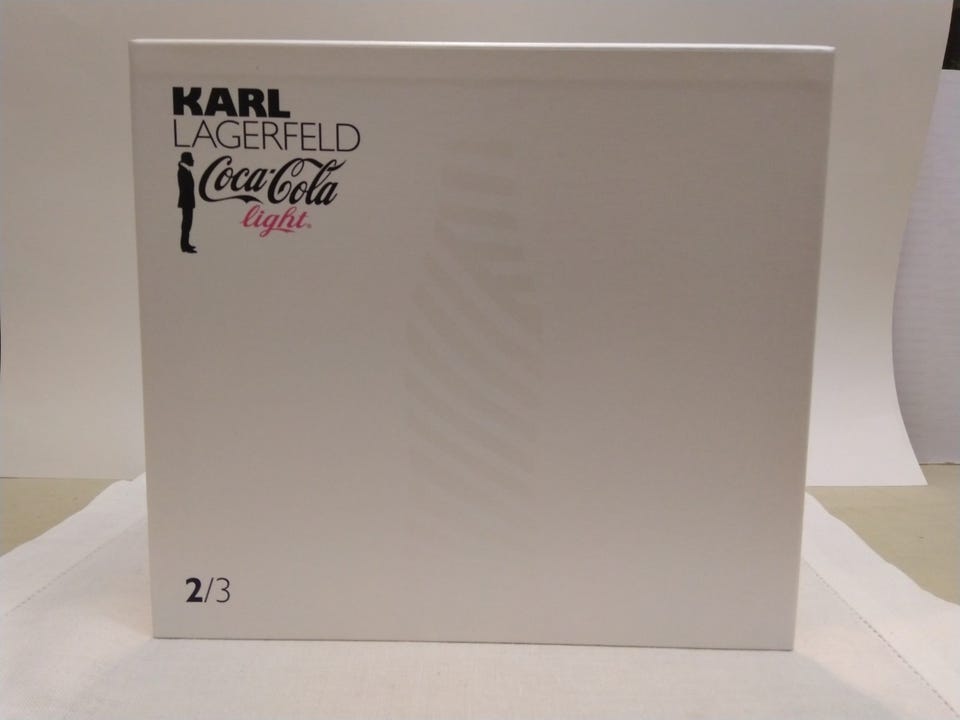 KARL
LAGERFELD
Coca-Cola
light®
2/3